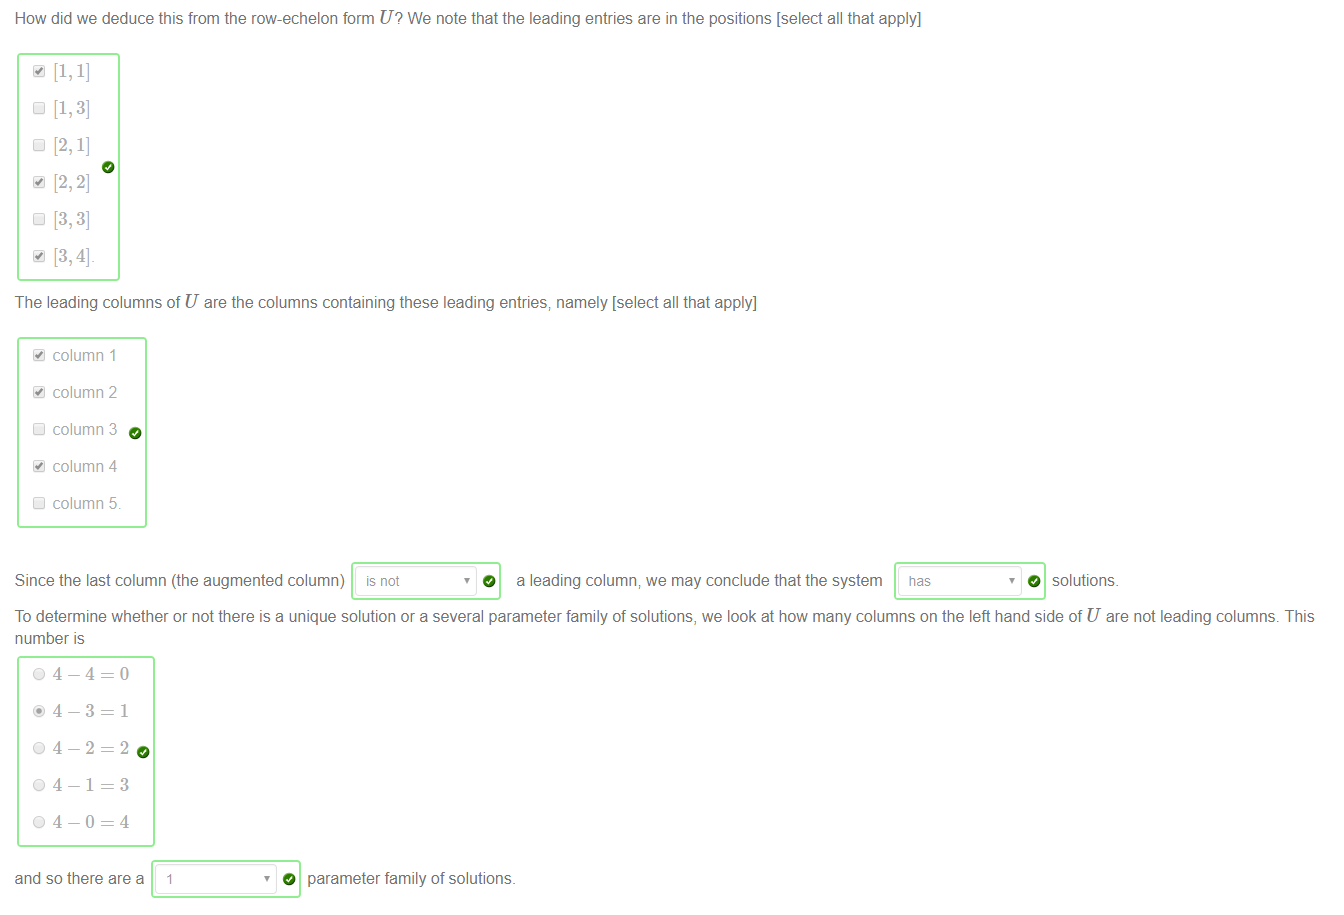 How did we deduce this from the row-echelon form U? We note that the leading entries are in the positions [select all that apply]
[1, 1]
[1, 3]
[2, 1]
[2, 2]
[3, 3]
[3, 4].
The leading columns of U are the columns containing these leading entries, namely [select all that apply]
column 1
column 2
column 3
column 4
column 5.
Since the last column (the augmented column) is not a leading column, we may conclude that the system has solutions.
To determine whether or not there is a unique solution or a several parameter family of solutions, we look at how many columns on the left hand side of U are not leading columns. This
number is
4 − 4 = 0
4 − 3 = 1
4 − 2 = 2
4 − 1 = 3
4 − 0 = 4
and so there are a 1 parameter family of solutions.